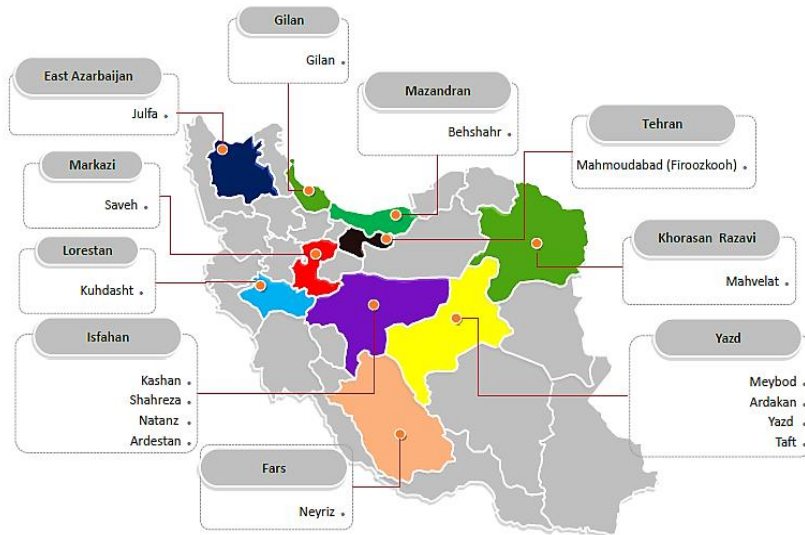 Gilan
Gilan
East Azarbaijan
Julfa
Mazandran
Behshahr
Tehran
Mahmoudabad (Firoozkooh)
Markazi
Saveh
Lorestan
Kuhdasht
Khorasan Razavi
Mahvelat
Isfahan
Kashan
Shahreza
Natanz
Ardestan
Yazd
Meybod
Ardakan
Yazd
Taft
Fars
Neyriz